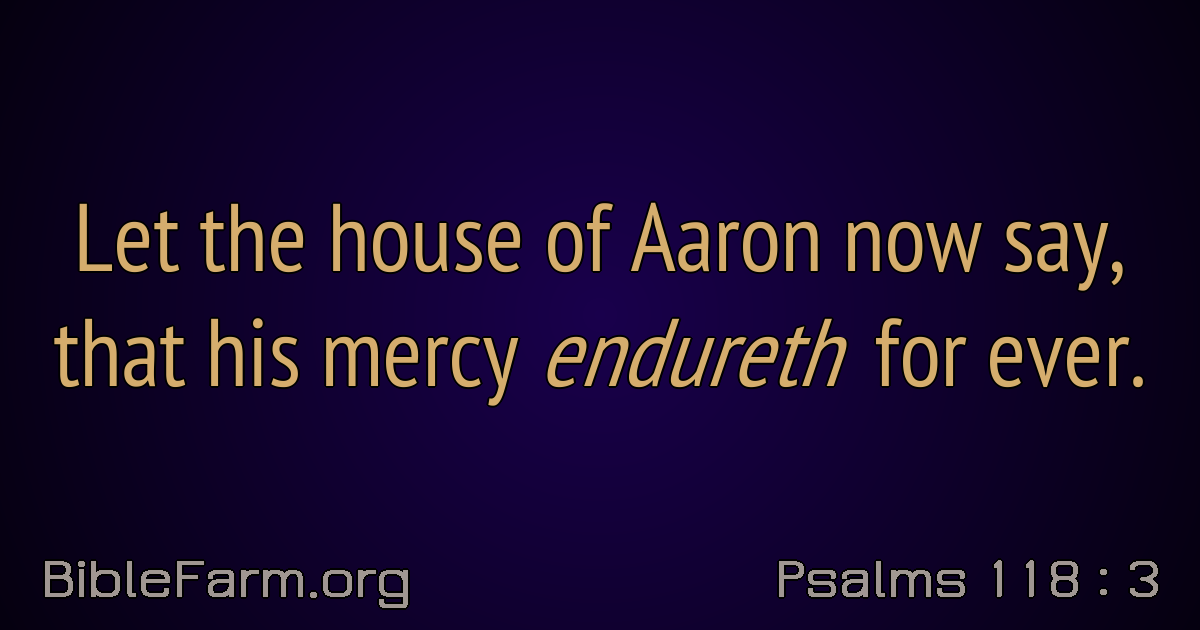 Let the house of Aaron now say,
that his mercy endureth for ever.
BibleFarm.org
Psalms 118 : 3